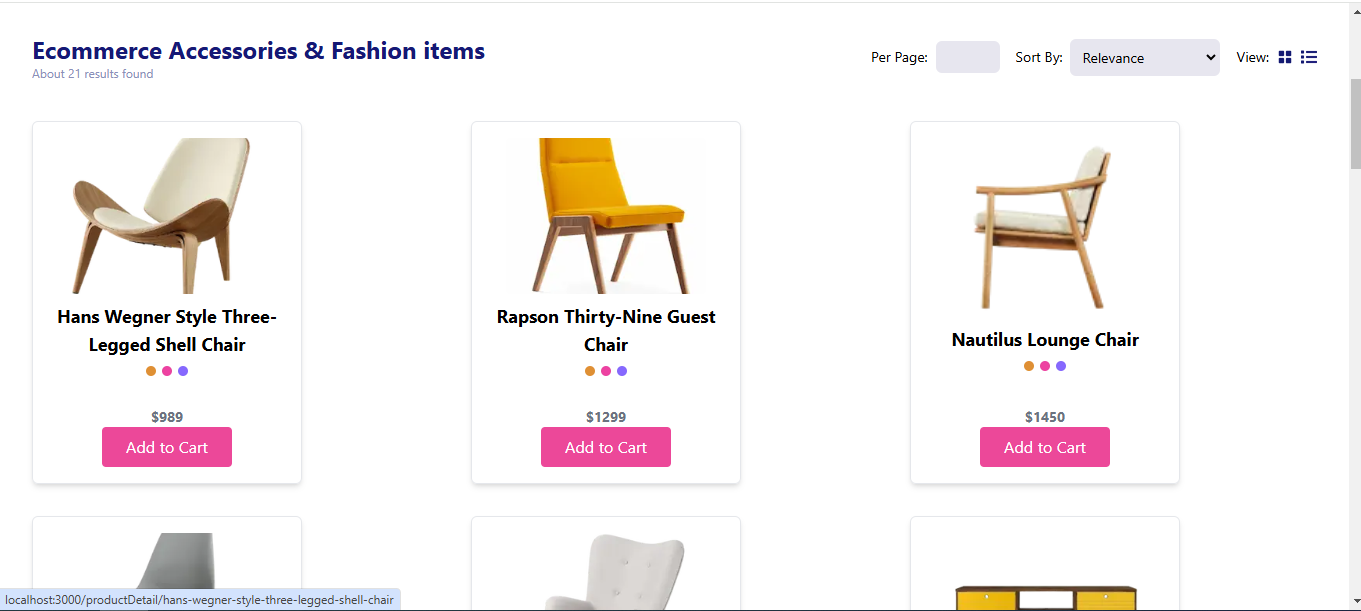 Ecommerce Accessories & Fashion items
About 21 results found
Per Page:
Sort By:
Relevance
View:
Hans Wegner Style Three-
Legged Shell Chair
$989
Add to Cart
Rapson Thirty-Nine Guest
Chair
$1299
Add to Cart
Nautilus Lounge Chair
$1450
Add to Cart
localhost:3000/productDetail/hans-wegner-style-three-legged-shell-chair